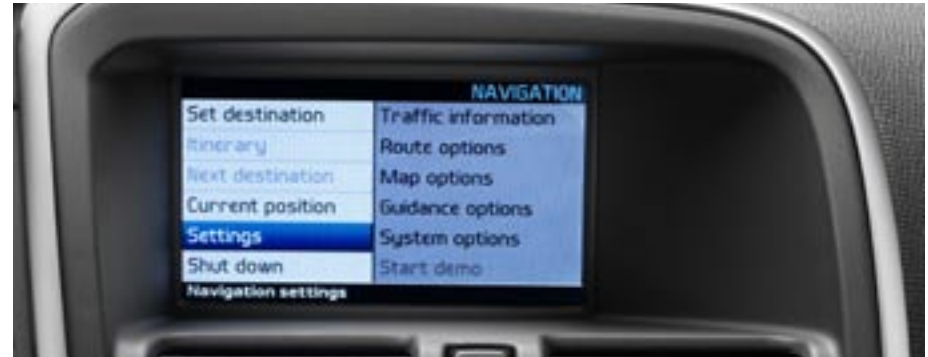 NAVIGATION
Set destination
Itinerary
Next destination
Current position
Settings
Shut down
Traffic information
Route options
Map options
Guidance options
System options
Start demo
Navigation settings